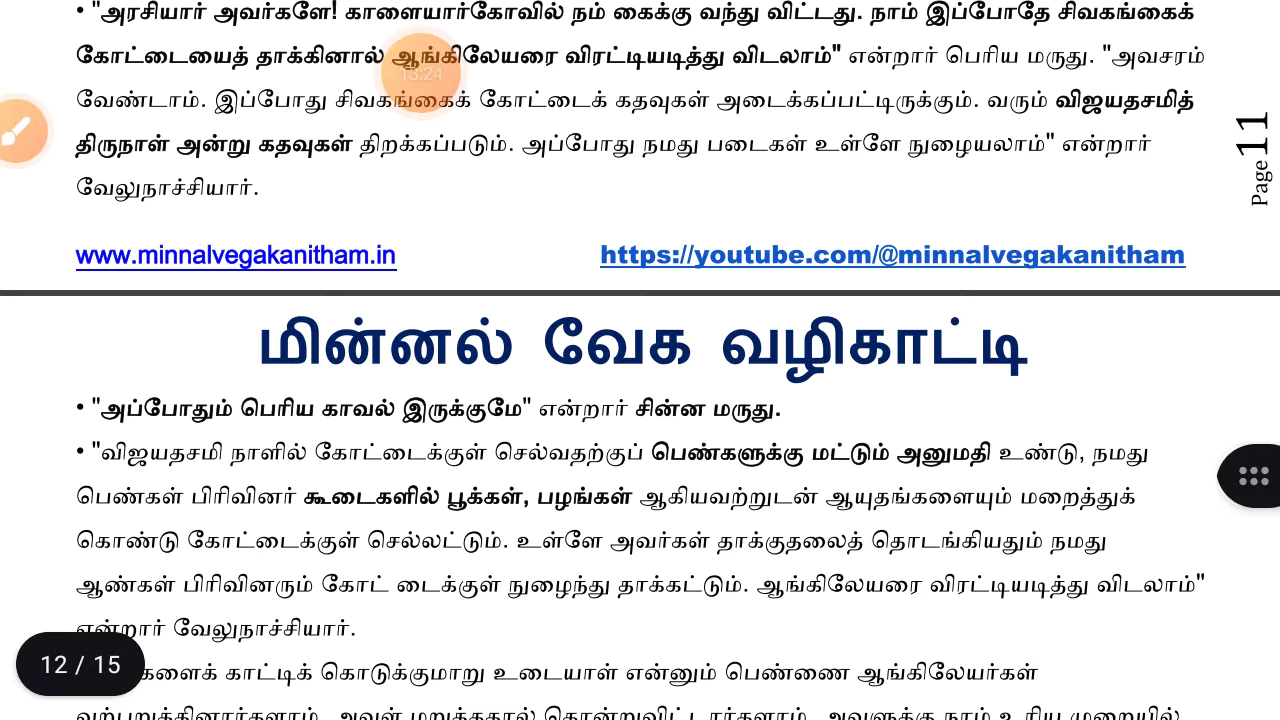 • "அரசியார் அவர்களே! காளையார்கோவில் நம் கைக்கு வந்து விட்டது. நாம் இப்போதே சிவகங்கைக்
கோட்டையைத் தாக்கினால் ஆங்கிலேயரை விரட்டியடித்து விடலாம்" என்றார் பெரிய மருது. "அவசரம்
13:24
வேண்டாம். இப்போது சிவகங்கைக் கோட்டைக் கதவுகள் அடைக்கப்பட்டிருக்கும். வரும் விஜயதசமித்
திருநாள் அன்று கதவுகள் திறக்கப்படும். அப்போது நமது படைகள் உள்ளே நுழையலாம்" என்றார்
வேலுநாச்சியார்.
Page 11
www.minnalvegakanitham.in https://youtube.com/@minnalvegakanitham
மின்னல் வேக வழிகாட்டி
• "அப்போதும் பெரிய காவல் இருக்குமே" என்றார் சின்ன மருது.
• "விஜயதசமி நாளில் கோட்டைக்குள் செல்வதற்குப் பெண்களுக்கு மட்டும் அனுமதி உண்டு, நமது
பெண்கள் பிரிவினர் கூடைகளில் பூக்கள், பழங்கள் ஆகியவற்றுடன் ஆயுதங்களையும் மறைத்துக்
கொண்டு கோட்டைக்குள் செல்லட்டும். உள்ளே அவர்கள் தாக்குதலைத் தொடங்கியதும் நமது
ஆண்கள் பிரிவினரும் கோட் டைக்குள் நுழைந்து தாக்கட்டும். ஆங்கிலேயரை விரட்டியடித்து விடலாம்"
என்றார் வேலுநாச்சியார்.
காட்டிக் கொடுக்குமாறு உடையாள் என்னும் பெண்ணை ஆங்கிலேயர்கள்
12 / 15